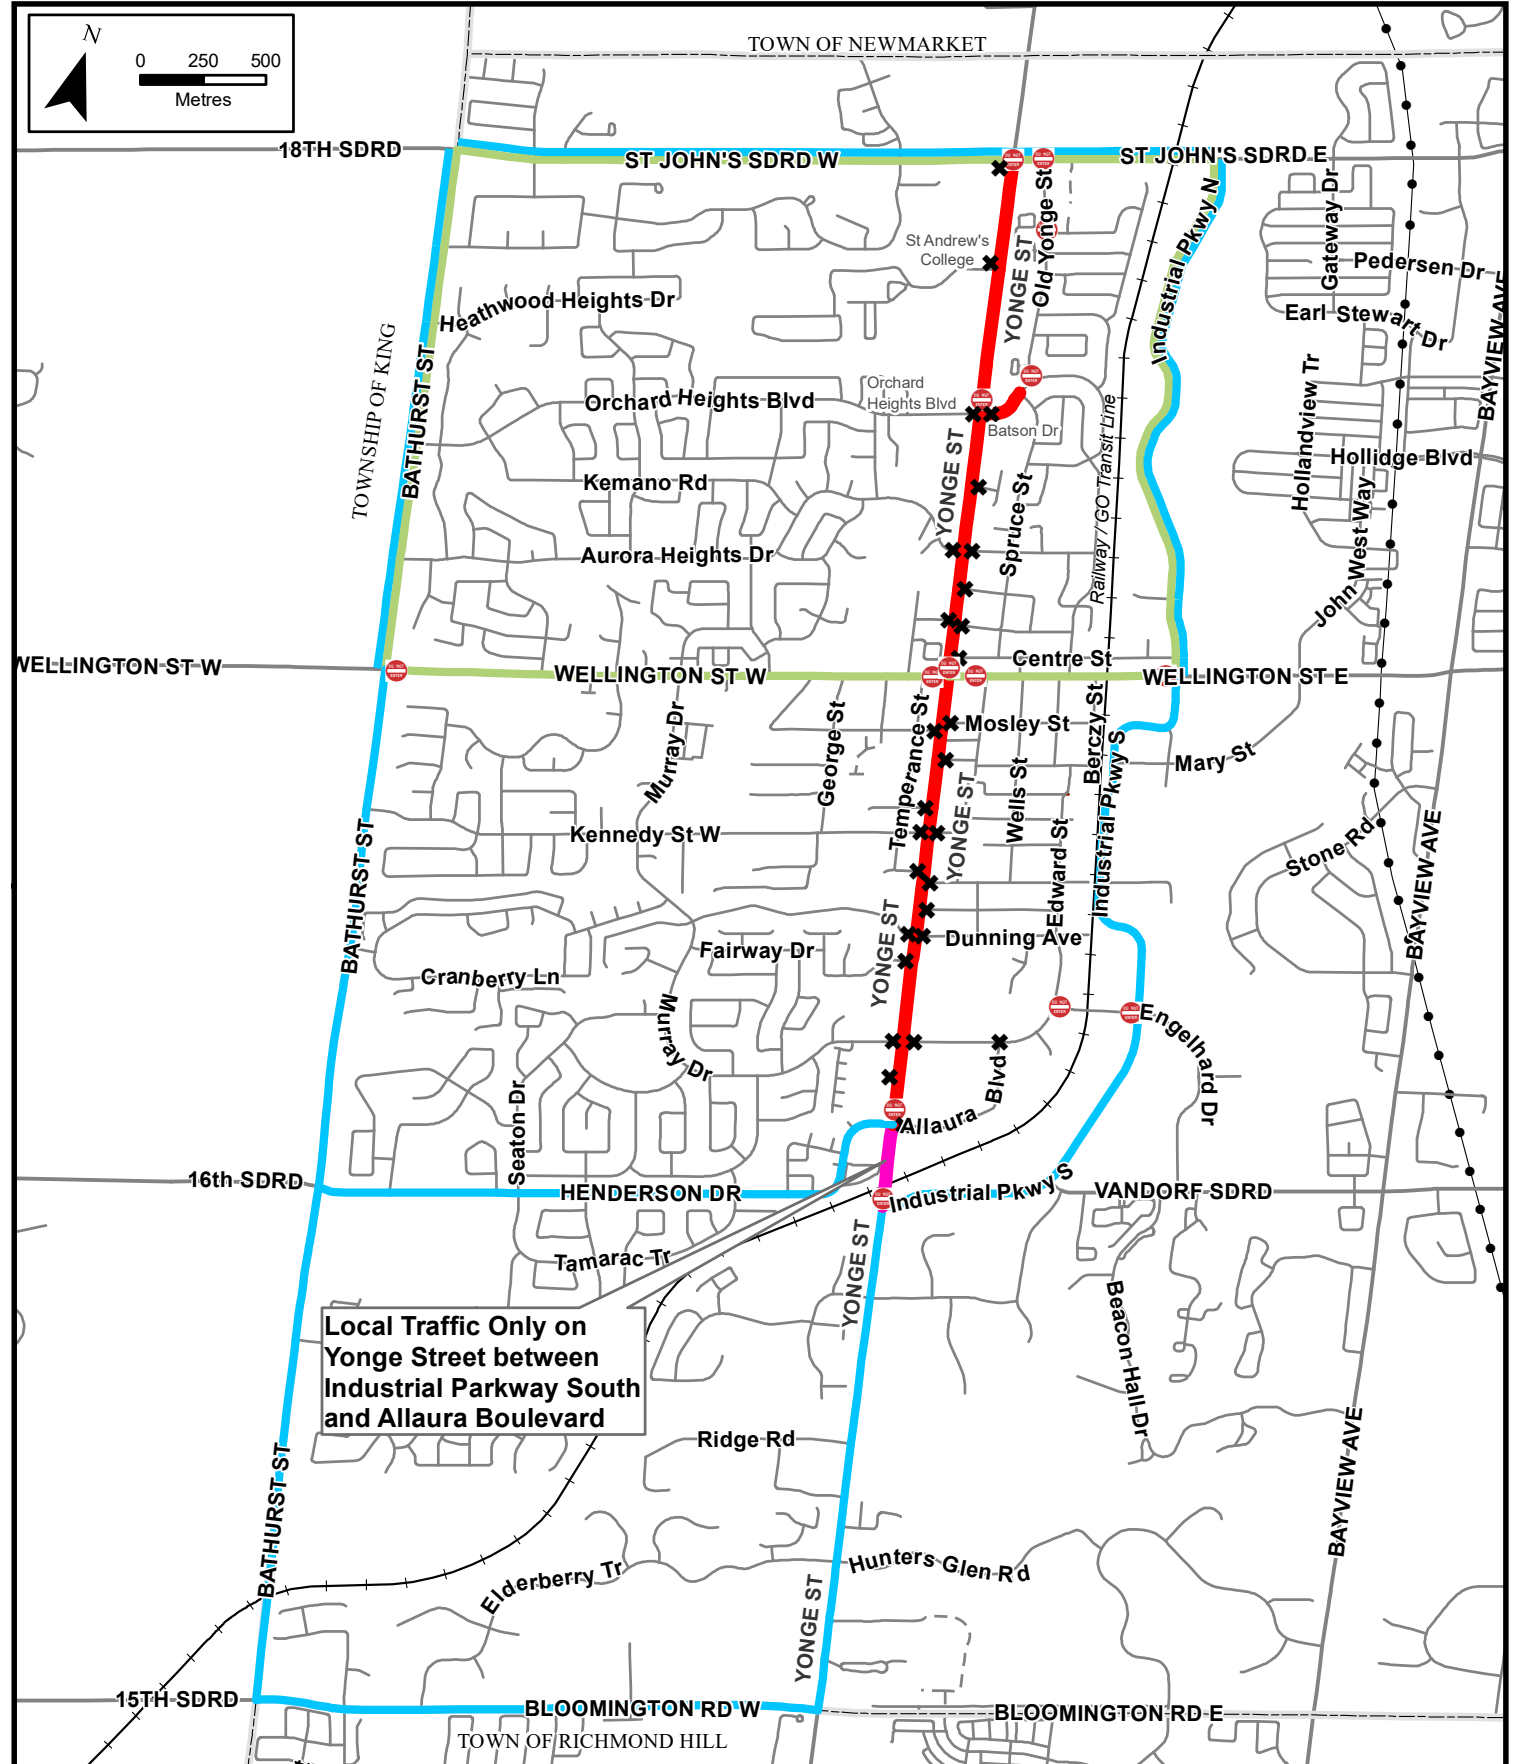 N
0 250 500
Metres
TOWN OF NEWMARKET
18TH SDRD
ST JOHN'S SDRD W
ST JOHN'S SDRD E
Old Yonge St
Industrial Pkwy N
Gateway Dr
St Andrew's
College
YONGE ST
Pedersen Dr
Heathwood Heights Dr
Earl Stewart Dr
BAYVIEW AVE
TOWNSHIP OF KING
BATHURST ST
Orchard
Heights Blvd
Orchard Heights Blvd
Batson Dr
Railway / GO Transit Line
Hollandview Tr
Hollidge Blvd
YONGE ST
Kemano Rd
Spruce St
John West Way
Aurora Heights Dr
WELLINGTON ST W
WELLINGTON ST W
Centre St
WELLINGTON ST E
Murray Dr
George St
Temperance St
Mosley St
Berczy St
Industrial Pkwy S
Mary St
BATHURST ST
Kennedy St W
YONGE ST
Wells St
Edward St
Stone Rd
BAYVIEW AVE
YONGE ST
Fairway Dr
Dunning Ave
Cranberry Ln
Murray Dr
Engelhard Dr
Seaton Dr
Allaura Blvd
16th SDRD
HENDERSON DR
Industrial Pkwy S
VANDORF SDRD
Tamarac Tr
YONGE ST
Beacon Hall Dr
Local Traffic Only on
Yonge Street between
Industrial Parkway South
and Allaura Boulevard
BATHURST ST
Ridge Rd
BAYVIEW AVE
Elderberry Tr
Hunters Glen Rd
YONGE ST
15TH SDRD
BLOOMINGTON RD W
BLOOMINGTON RD E
TOWN OF RICHMOND HILL